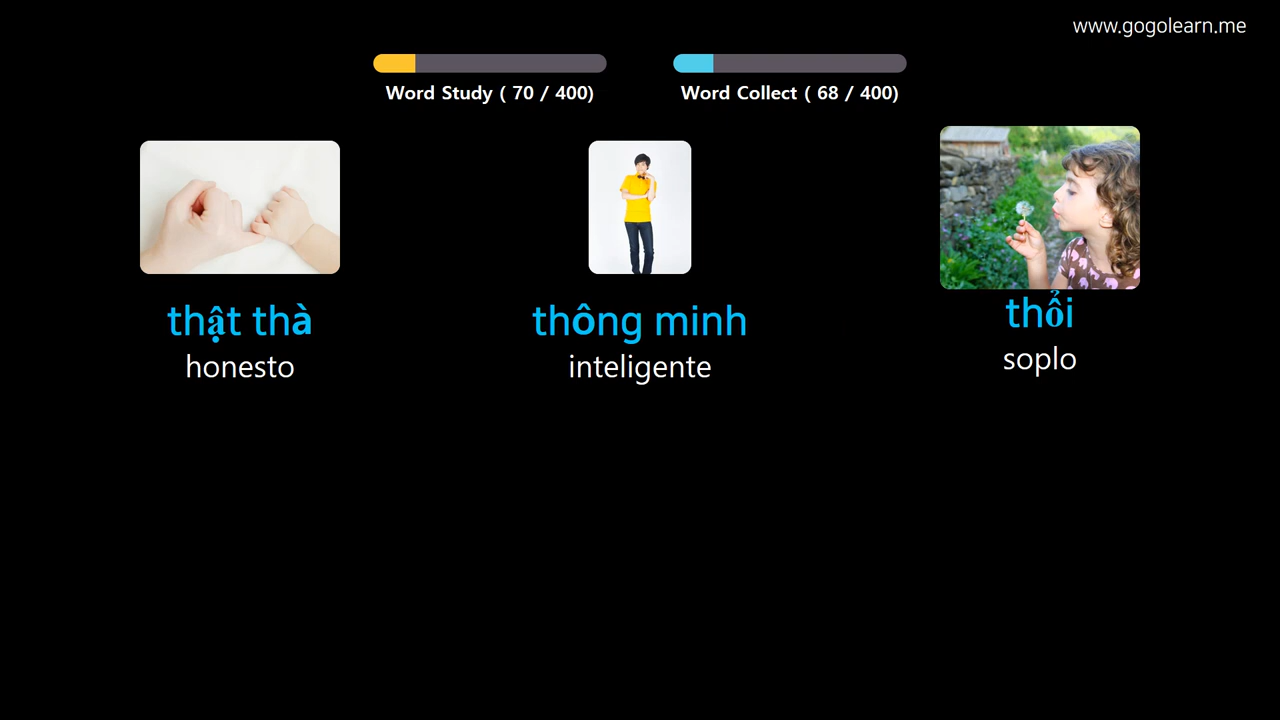 www.gogolearn.me
Word Study ( 70 / 400)
Word Collect ( 68 / 400)
thật thà
honesto
thông minh
inteligente
thổi
soplo